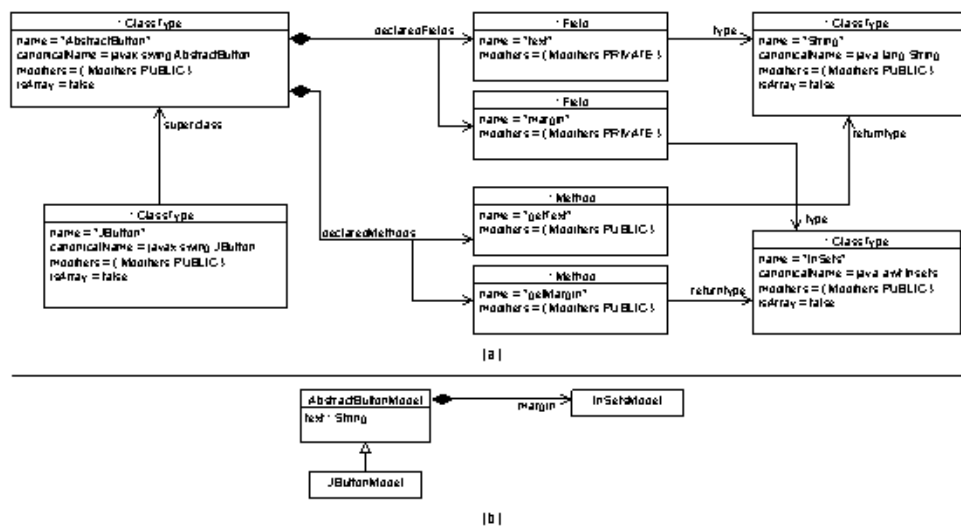 : ClassType
name = "AbstractButton"
canonicalName = javax.swing.AbstractButton
modifiers = { Modifiers.PUBLIC }
isArray = false
declaredFields
: Field
name = "text"
modifiers = { Modifiers.PRIVATE }
type
: ClassType
name = "String"
canonicalName = java.lang.String
modifiers = { Modifiers.PUBLIC }
isArray = false
: Field
name = "margin"
modifiers = { Modifiers.PRIVATE }
superclass
returntype
: ClassType
name = "JButton"
canonicalName = javax.swing.JButton
modifiers = { Modifiers.PUBLIC }
isArray = false
declaredMethods
: Method
name = "getText"
modifiers = { Modifiers.PUBLIC }
type
: Method
name = "getMargin"
modifiers = { Modifiers.PUBLIC }
returntype
: ClassType
name = "InSets"
canonicalName = java.awt.Insets
modifiers = { Modifiers.PUBLIC }
isArray = false
(a)
AbstractButtonModel
text : String
margin
InSetsModel
JButtonModel
(b)